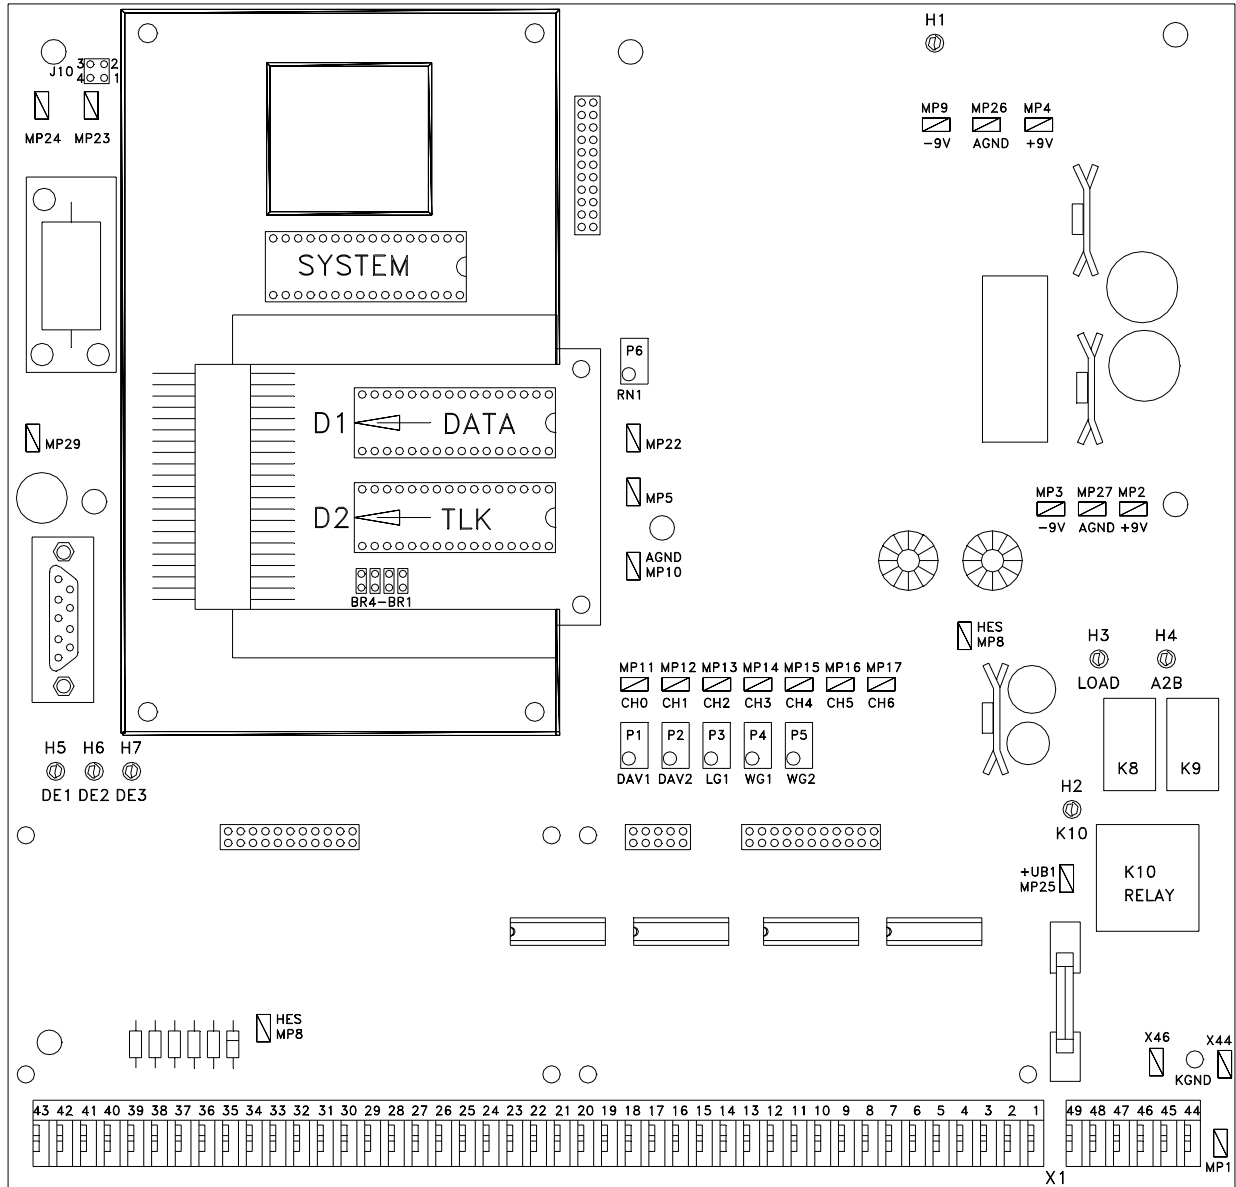 H1
3 2
J10
4 1
MP24 MP23
MP9 MP26 MP4
-9V AGND +9V
SYSTEM
P6
RN1
D1 DATA
MP29
MP22
MP5
MP3 MP27 MP2
-9V AGND +9V
D2 TLK
AGND
MP10
BR4-BR1
HES
MP8
H3 H4
LOAD A2B
MP11 MP12 MP13 MP14 MP15 MP16 MP17
CH0 CH1 CH2 CH3 CH4 CH5 CH6
P1 P2 P3 P4 P5
DAV1 DAV2 LG1 WG1 WG2
H5 H6 H7
DE1 DE2 DE3
K8 K9
H2
K10
+UB1
MP25
K10
RELAY
HES
MP8
X46 X44
KGND
43 42 41 40 39 38 37 36 35 34 33 32 31 30 29 28 27 26 25 24 23 22 21 20 19 18 17 16 15 14 13 12 11 10 9 8 7 6 5 4 3 2 1 49 48 47 46 45 44
X1
MP1